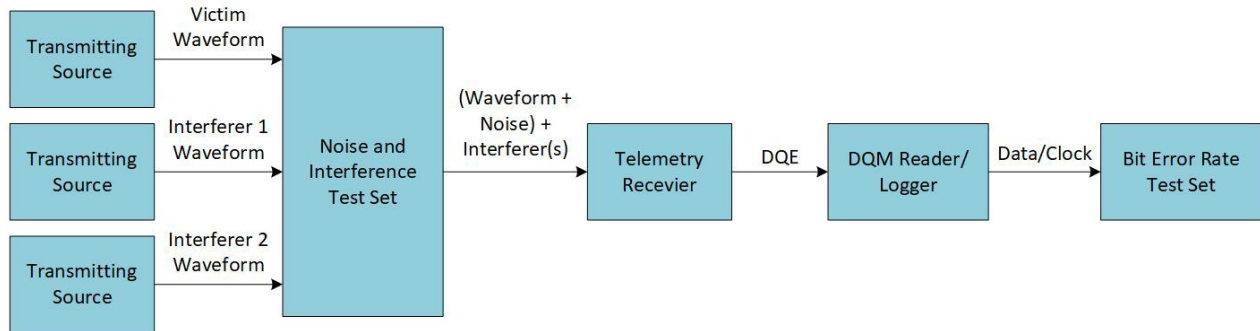 Transmitting
Source
Victim
Waveform
Transmitting
Source
Interferer 1
Waveform
Transmitting
Source
Interferer 2
Waveform
Noise and
Interference
Test Set
(Waveform +
Noise) +
Interferer(s)
Telemetry
Recevier
DQE
DQM Reader/
Logger
Data/Clock
Bit Error Rate
Test Set